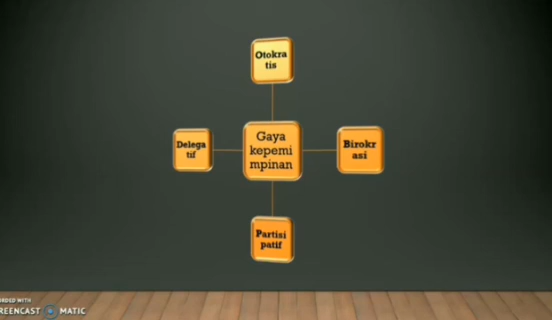 Otokra
tis
Delega
tif
Gaya
kepemi
mpinan
Birokr
asi
Partisi
patif
RDED WITH
REENCAST MATIC